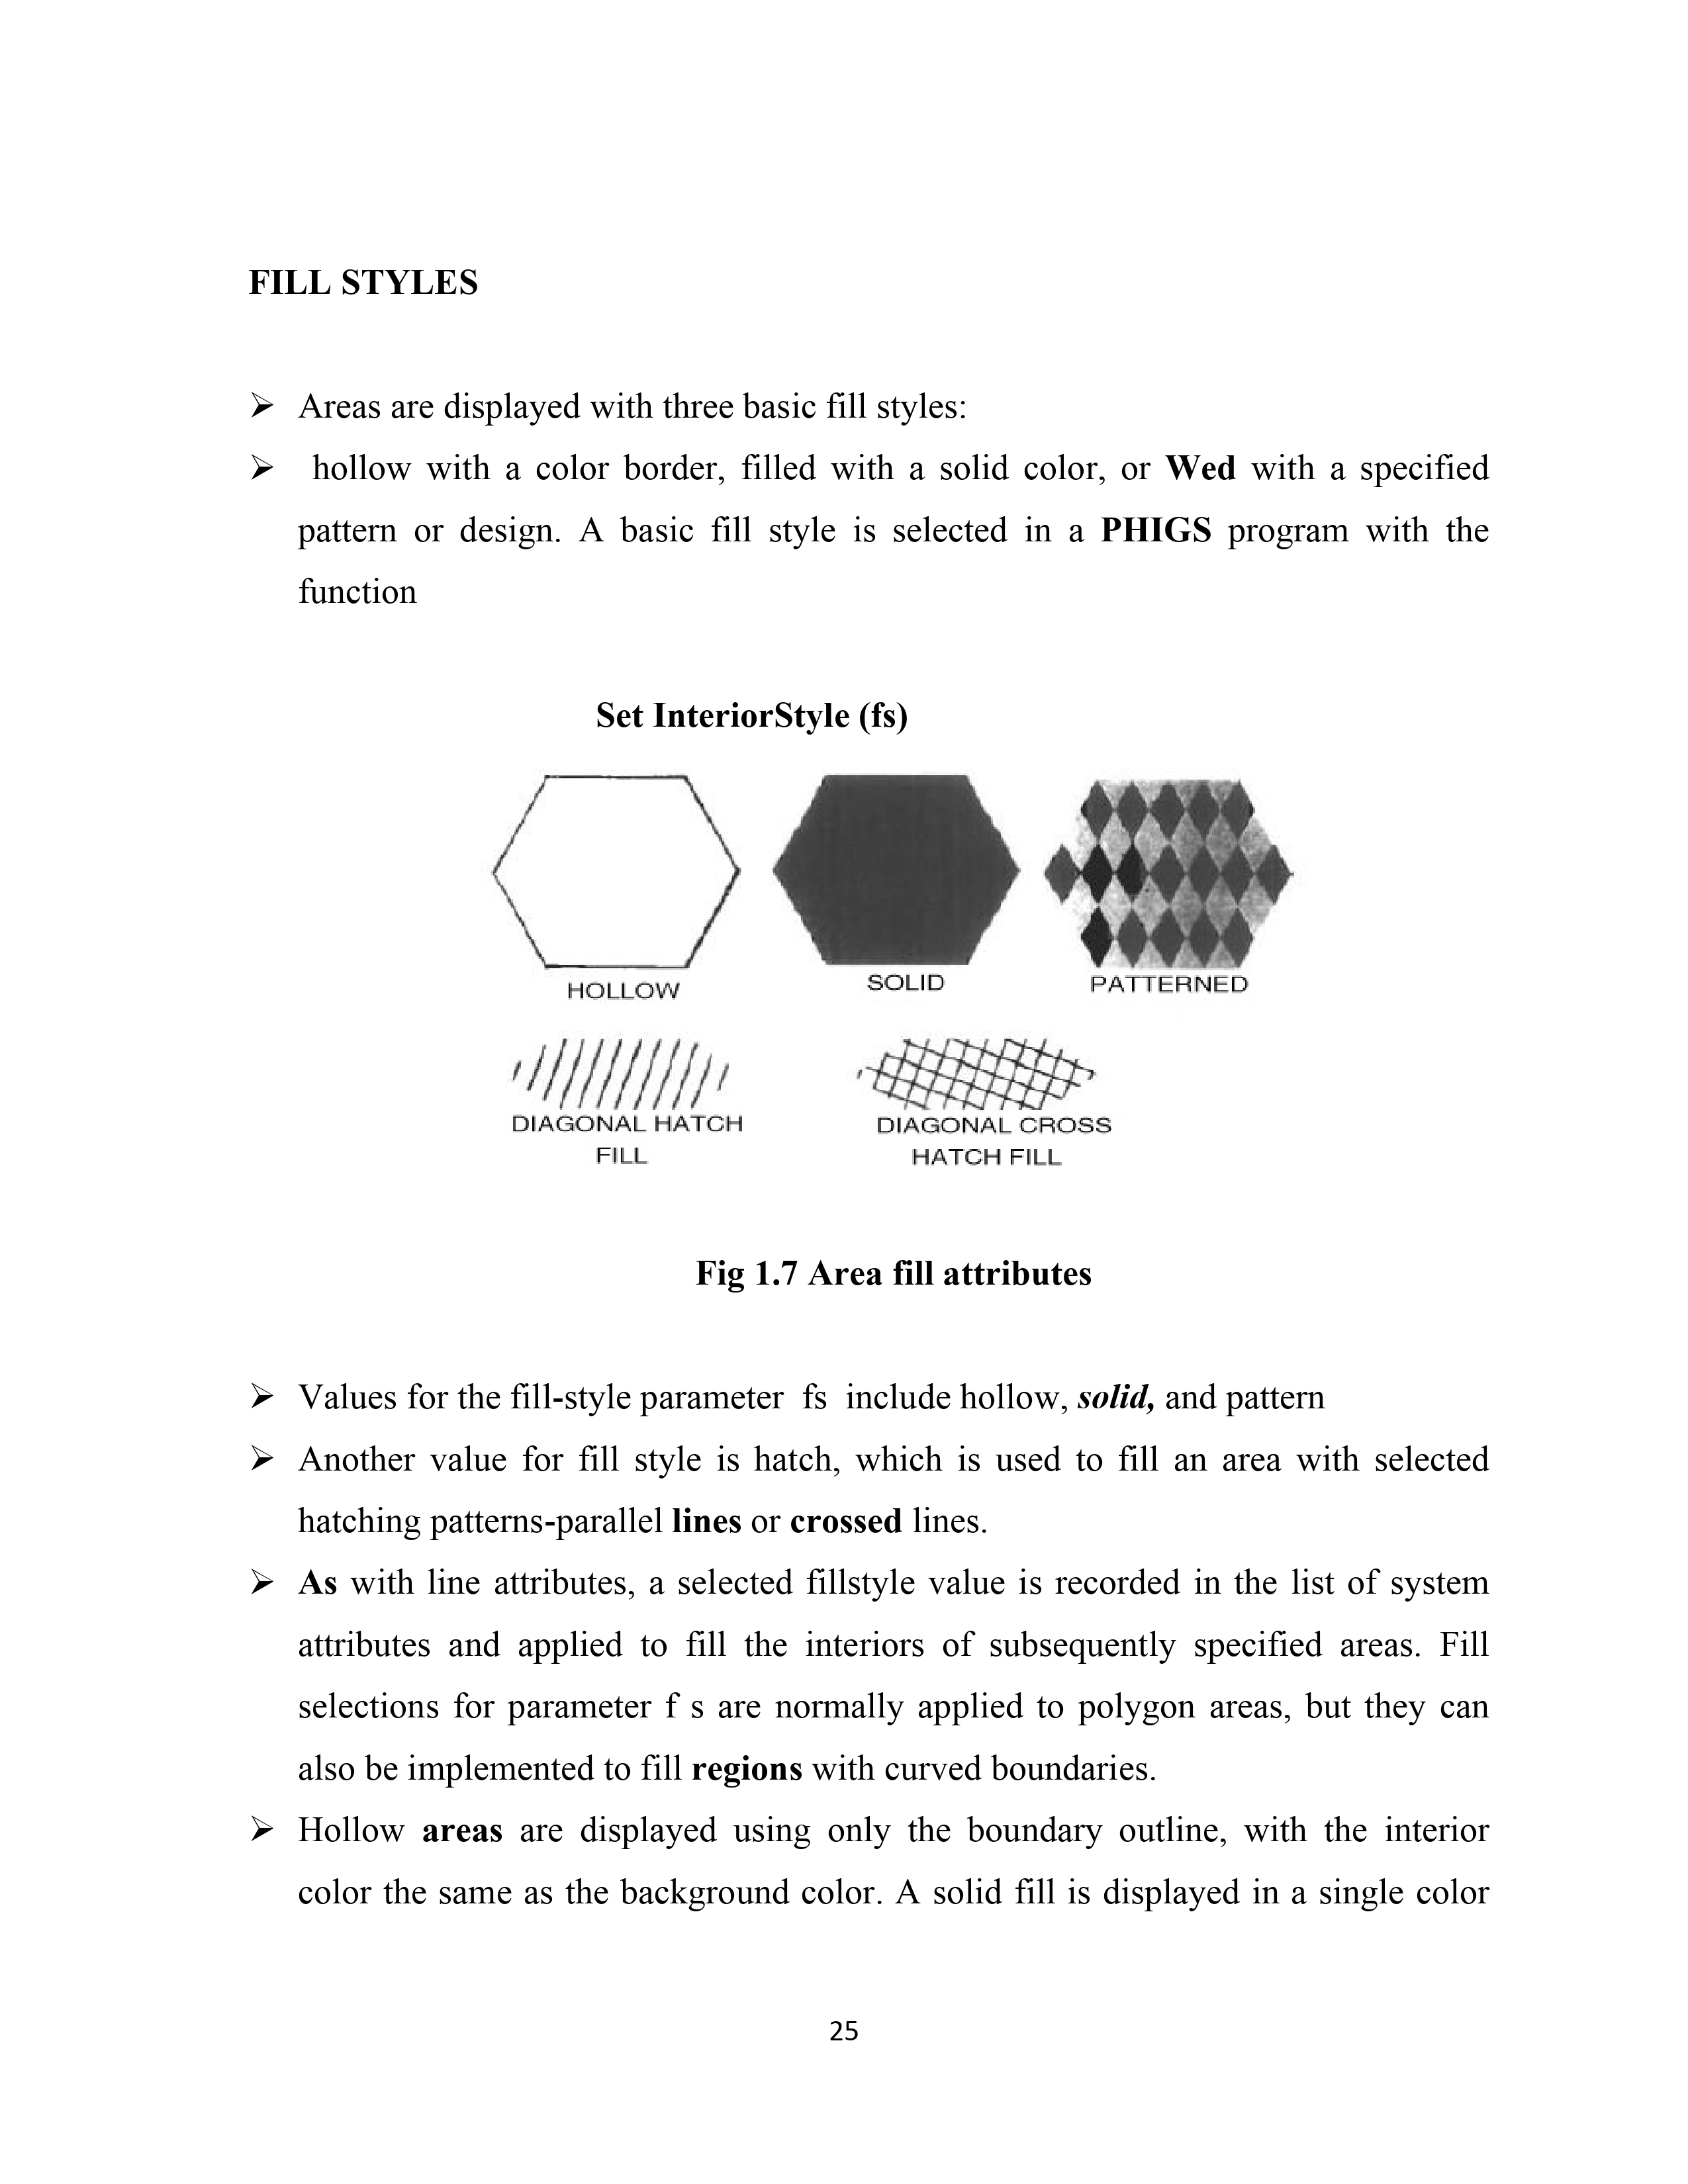 FILL STYLES
➢ Areas are displayed with three basic fill styles:
➢ hollow with a color border, filled with a solid color, or Wed with a specified
pattern or design. A basic fill style is selected in a PHIGS program with the
function
Set InteriorStyle (fs)
HOLLOW
SOLID
PATTERNED
DIAGONAL HATCH
FILL
DIAGONAL CROSS
HATCH FILL
Fig 1.7 Area fill attributes
➢ Values for the fill-style parameter fs include hollow, solid, and pattern
➢ Another value for fill style is hatch, which is used to fill an area with selected
hatching patterns-parallel lines or crossed lines.
➢ As with line attributes, a selected fillstyle value is recorded in the list of system
attributes and applied to fill the interiors of subsequently specified areas. Fill
selections for parameter f s are normally applied to polygon areas, but they can
also be implemented to fill regions with curved boundaries.
➢ Hollow areas are displayed using only the boundary outline, with the interior
color the same as the background color. A solid fill is displayed in a single color
25